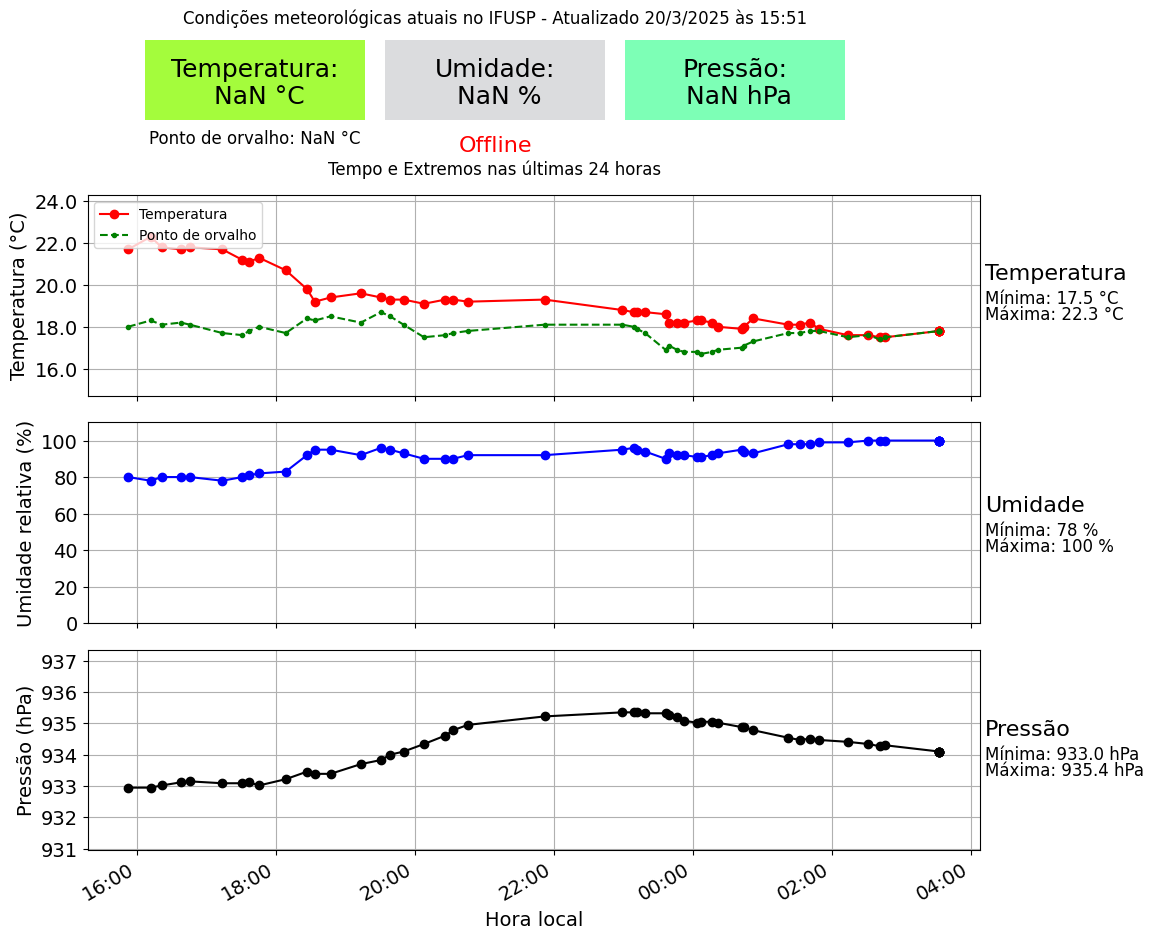 Condições meteorológicas atuais no IFUSP - Atualizado 20/3/2025 às 15:51
Temperatura:
NaN °C
Umidade:
NaN %
Pressão:
NaN hPa
Ponto de orvalho: NaN °C
Offline
Tempo e Extremos nas últimas 24 horas
Temperatura (°C)
24.0
22.0
20.0
18.0
16.0
Temperatura
Ponto de orvalho
Temperatura
Mínima: 17.5 °C
Máxima: 22.3 °C
Umidade relativa (%)
100
80
60
40
20
0
Umidade
Mínima: 78 %
Máxima: 100 %
Pressão (hPa)
937
936
935
934
933
932
931
Pressão
Mínima: 933.0 hPa
Máxima: 935.4 hPa
16:00
18:00
20:00
22:00
00:00
02:00
04:00
Hora local